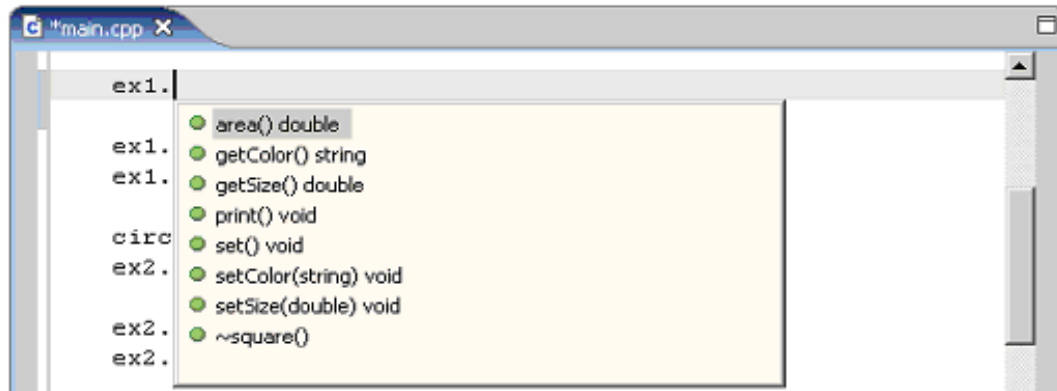 *main.cpp
ex1.
area() double
ex1.
getColor() string
ex1.
getSize() double
print() void
circ
set() void
ex2.
setColor(string) void
setSize(double) void
ex2.
~square()
ex2.